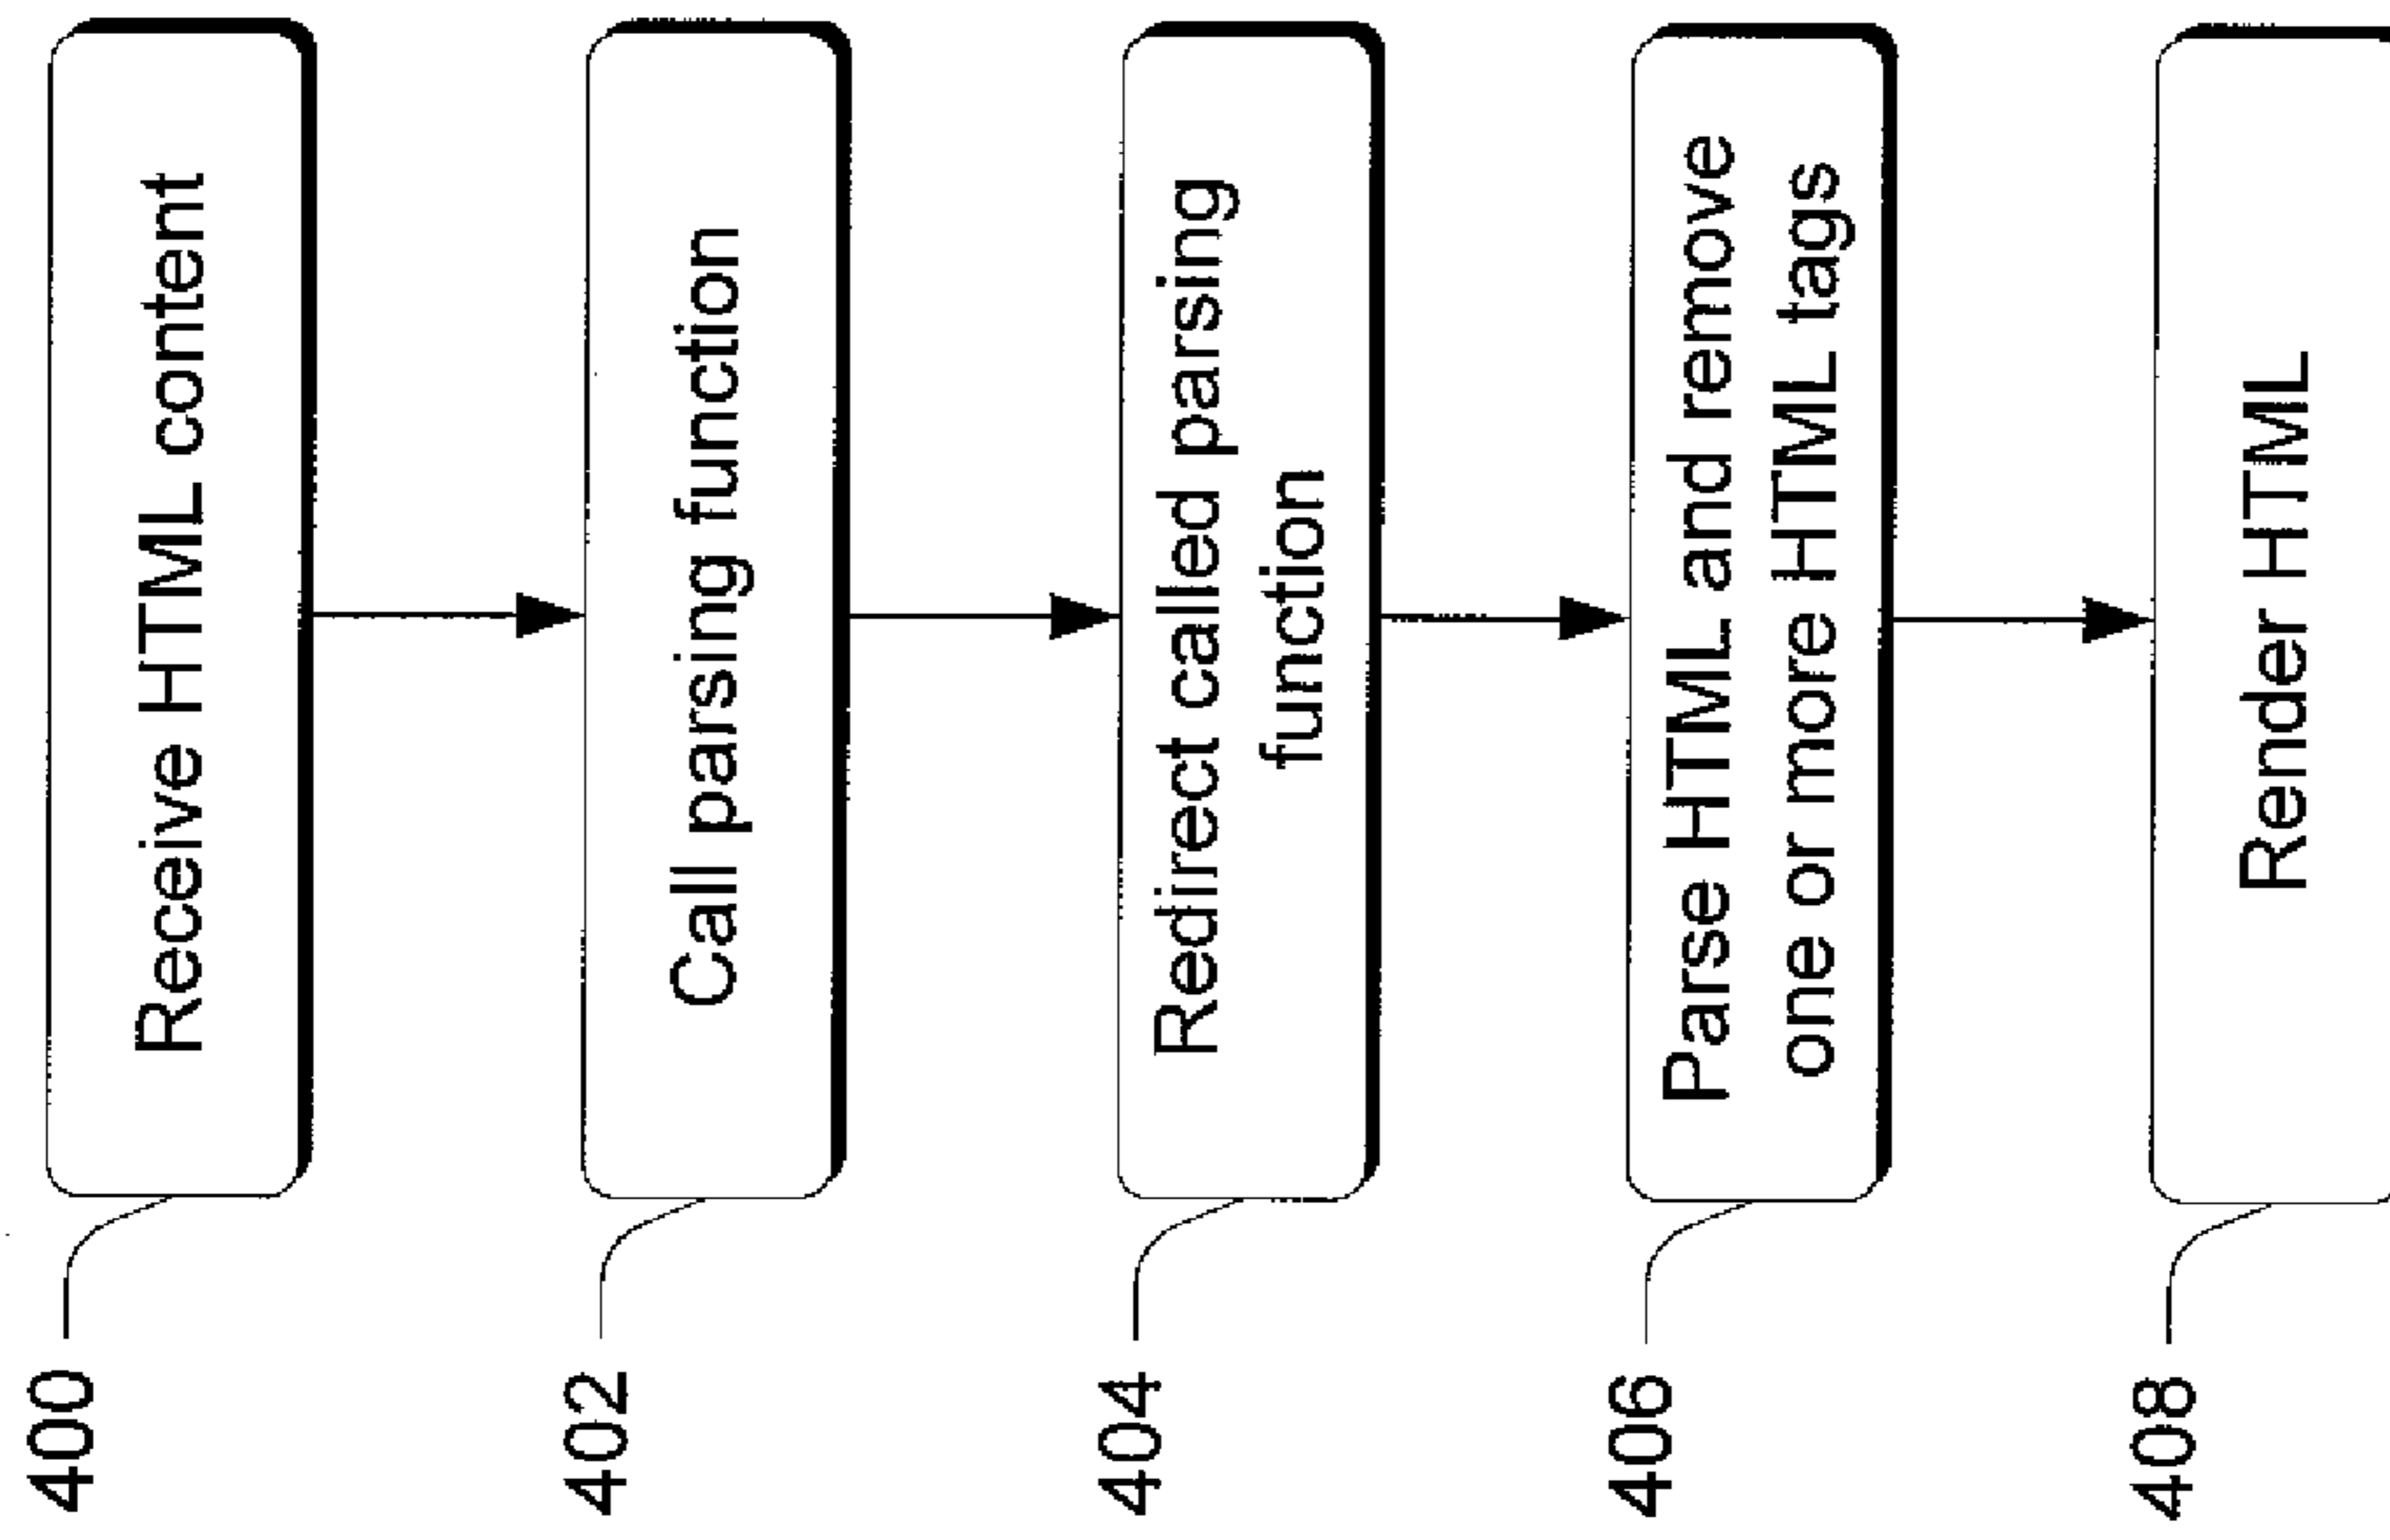 400
Receive HTML content
402
Call parsing function
404
Redirect called parsing
function
406
Parse HTML and remove
one or more HTML tags
408
Render HTML